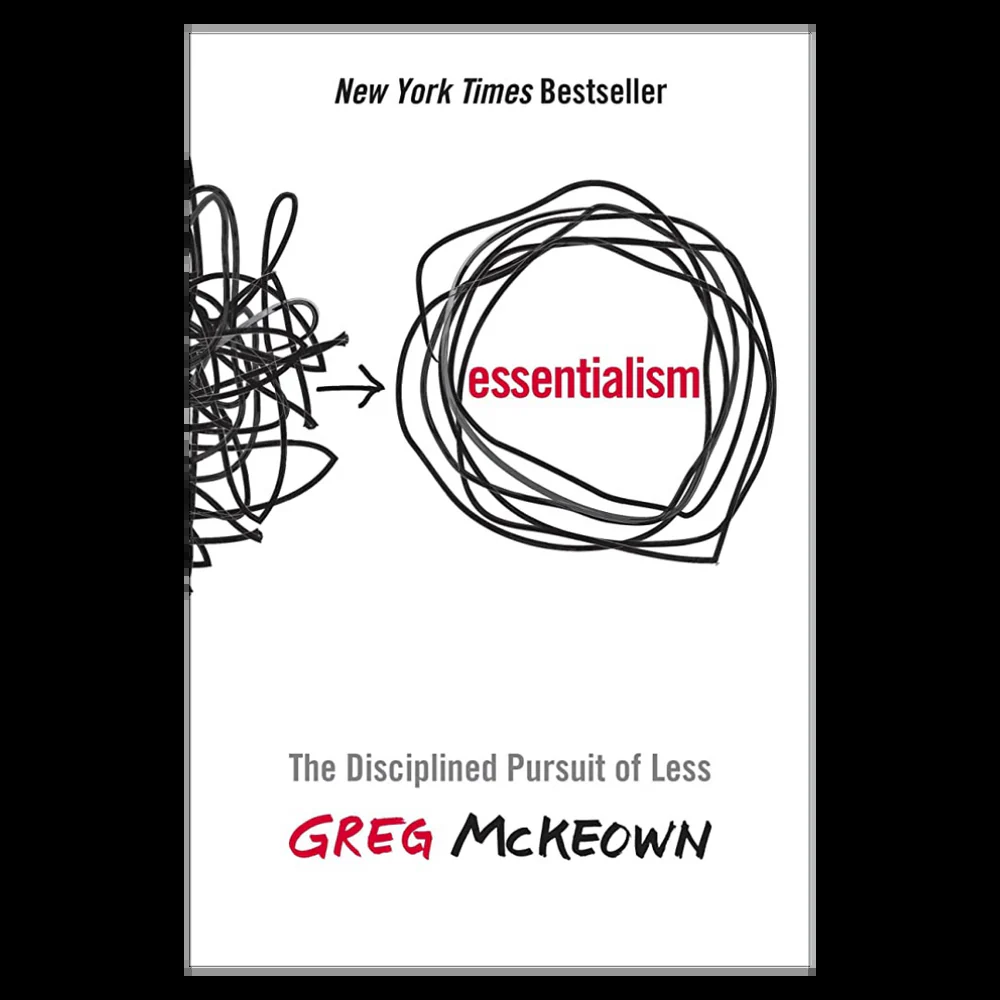 New York Times Bestseller
essentialism
The Disciplined Pursuit of Less
GREG McKEOWN